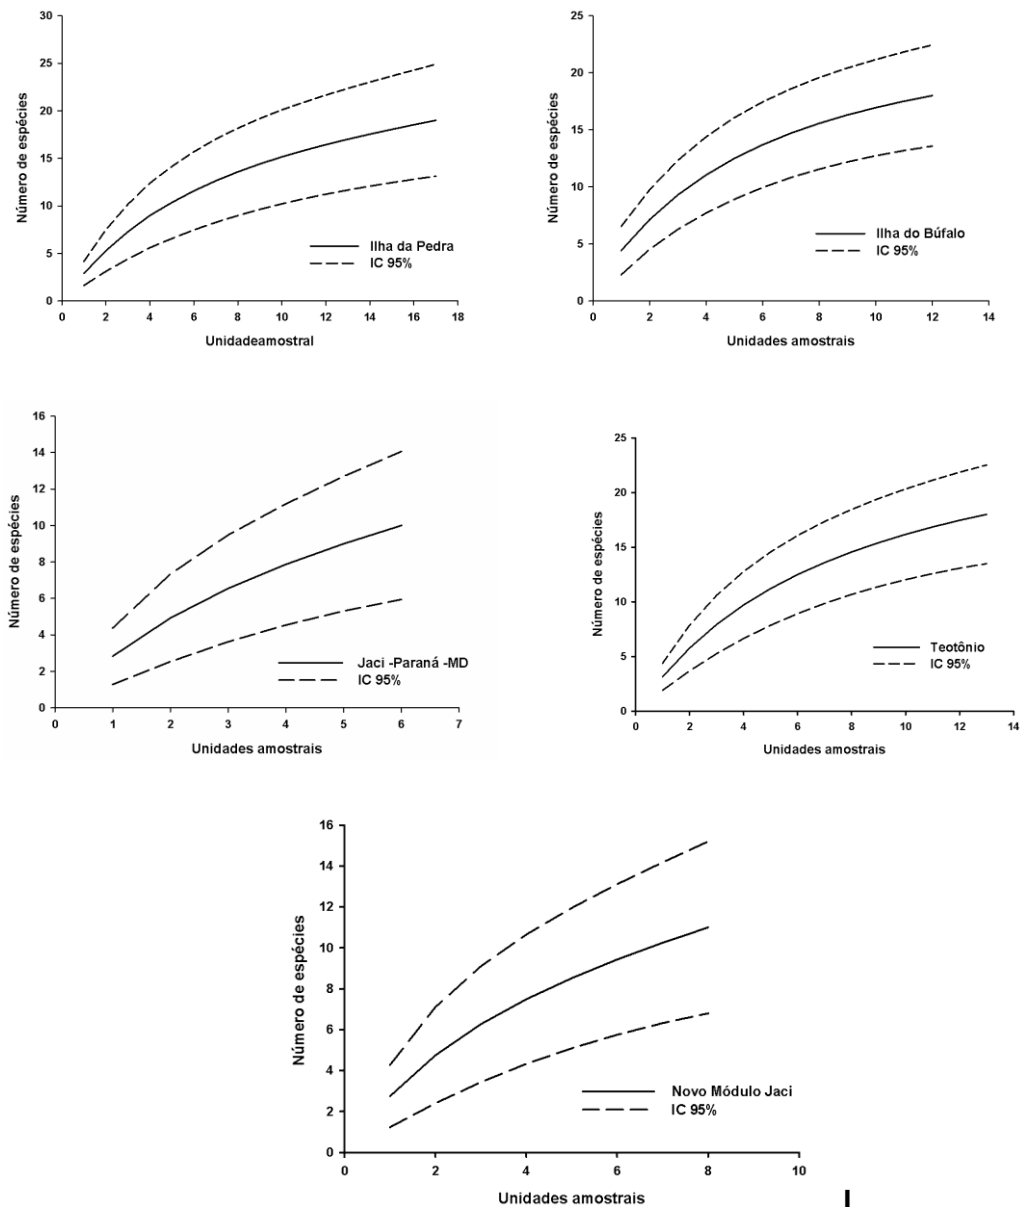 30
25
20
15
10
5
0
Número de espécies
0 2 4 6 8 10 12 14 16 18
Unidadeamostral
Ilha da Pedra
IC 95%
25
20
15
10
5
0
Número de espécies
0 2 4 6 8 10 12 14
Unidades amostrais
Ilha do Búfalo
IC 95%
16
14
12
10
8
6
4
2
0
Número de espécies
0 1 2 3 4 5 6 7
Unidades amostrais
Jaci -Paraná -MD
IC 95%
25
20
15
10
5
0
Número de espécies
0 2 4 6 8 10 12 14
Unidades amostrais
Teotônio
IC 95%
16
14
12
10
8
6
4
2
0
Número de espécies
0 2 4 6 8 10
Unidades amostrais
Novo Módulo Jaci
IC 95%